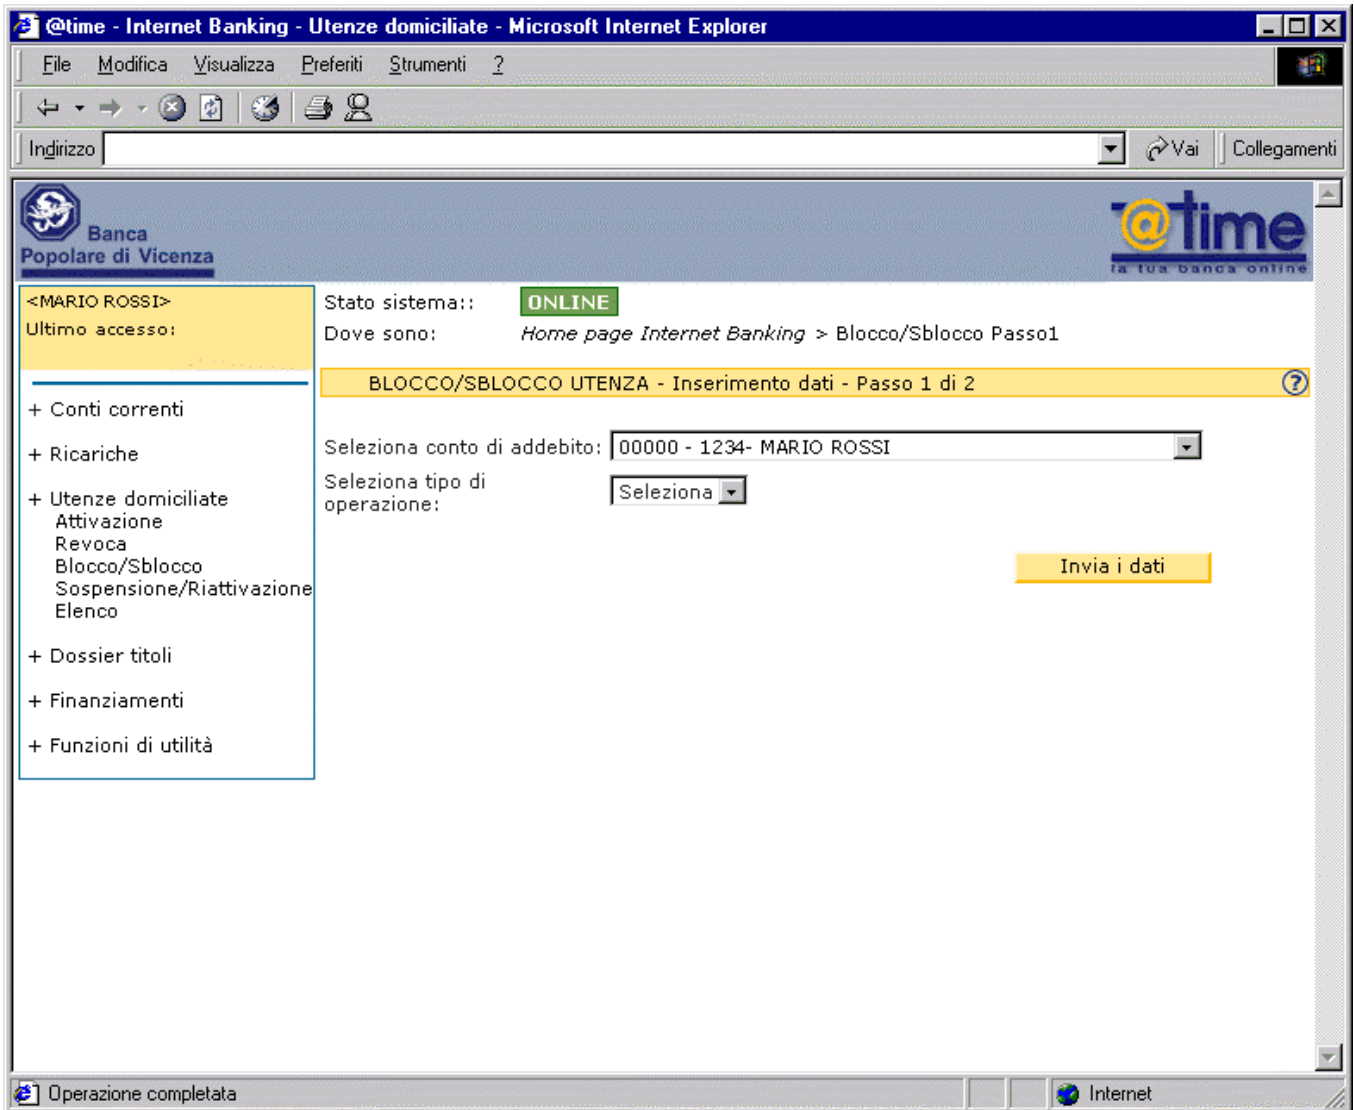 @time - Internet Banking - Utenze domiciliate - Microsoft Internet Explorer
File Modifica Visualizza Preferiti Strumenti ?
Indirizzo Vai Collegamenti
Banca
Popolare di Vicenza
@time
la tua banca online
<MARIO ROSSI>
Ultimo accesso:
Stato sistema:: ONLINE
Dove sono: Home page Internet Banking > Blocco/Sblocco Passo1
BLOCCO/SBLOCCO UTENZA - Inserimento dati - Passo 1 di 2 ?
+ Conti correnti
+ Ricariche
+ Utenze domiciliate
Attivazione
Revoca
Blocco/Sblocco
Sospensione/Riattivazione
Elenco
+ Dossier titoli
+ Finanziamenti
+ Funzioni di utilità
Seleziona conto di addebito: 00000 - 1234- MARIO ROSSI
Seleziona tipo di
operazione: Seleziona
Invia i dati
Operazione completata Internet